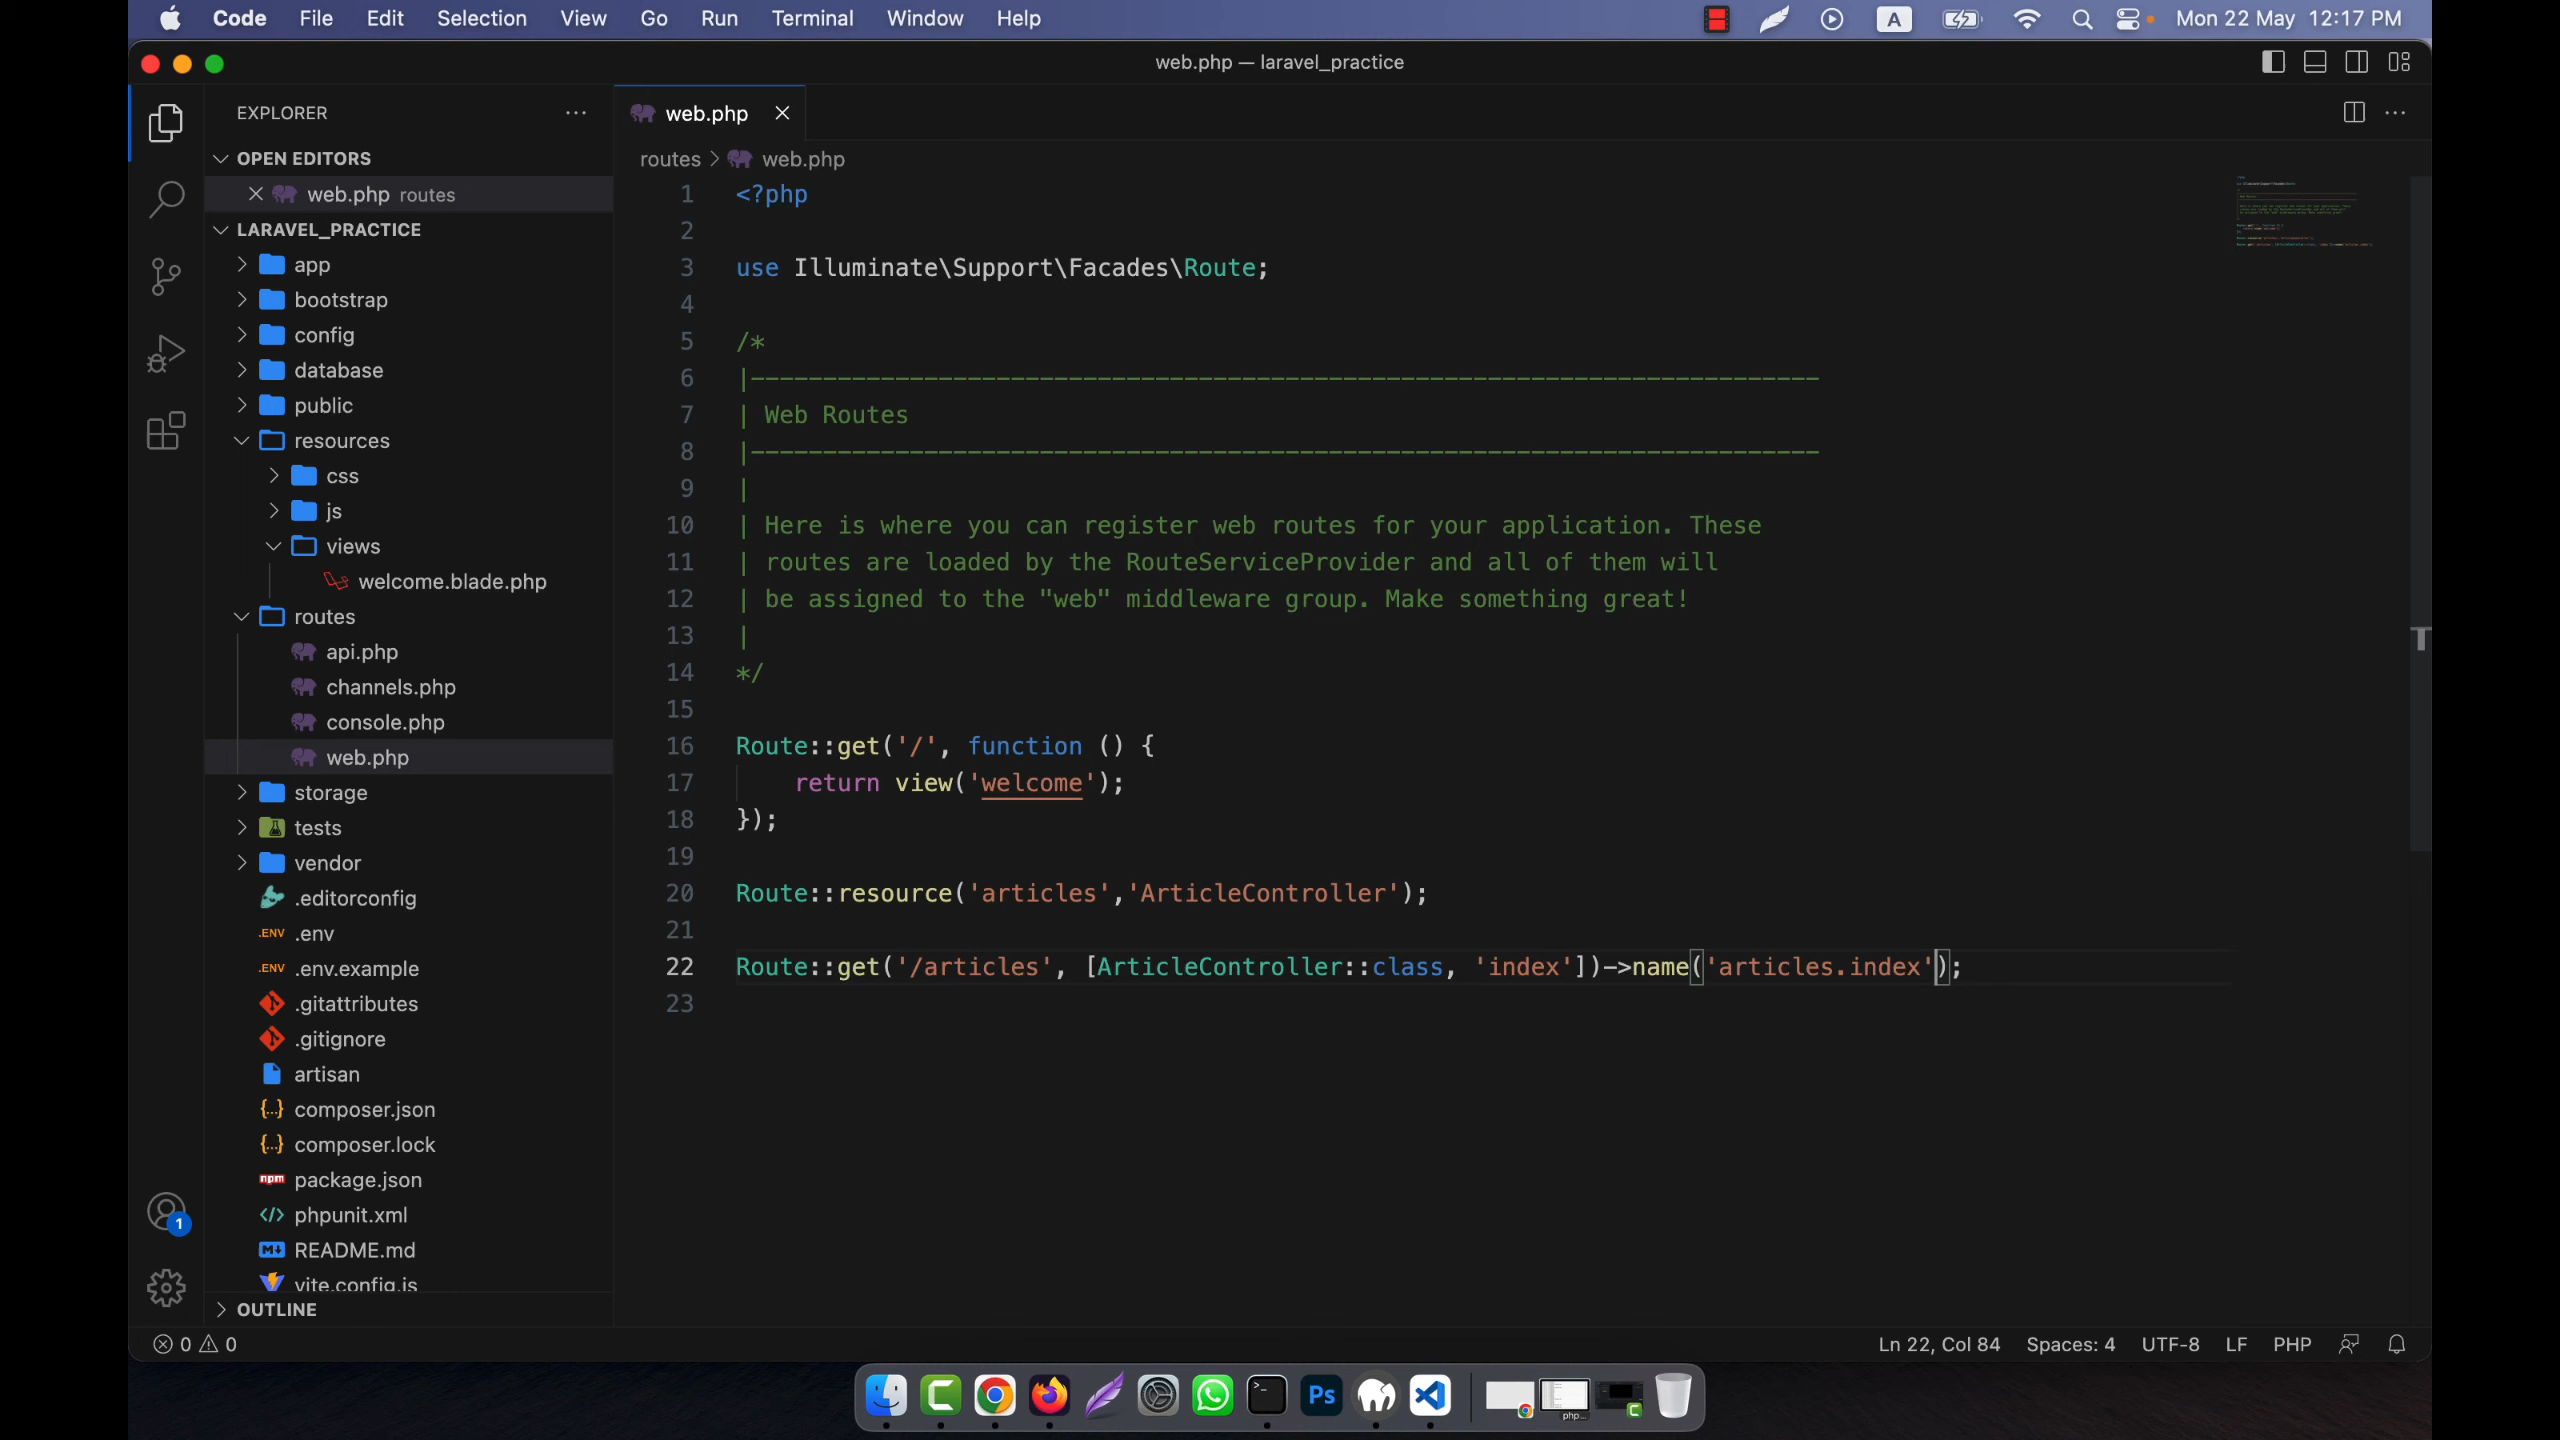 Code File Edit Selection View Go Run Terminal Window Help A Mon 22 May 12:17 PM
web.php — laravel_practice
EXPLORER
OPEN EDITORS
web.php routes
LARAVEL_PRACTICE
app
bootstrap
config
database
public
resources
css
js
views
welcome.blade.php
routes
api.php
channels.php
console.php
web.php
storage
tests
vendor
.editorconfig
.ENV .env
.ENV .env.example
.gitattributes
.gitignore
artisan
{..} composer.json
{..} composer.lock
npm package.json
</> phpunit.xml
README.md
vite.config.js
OUTLINE
1
web.php
routes > web.php
1 <?php
2
3 use Illuminate\Support\Facades\Route;
4
5 /*
6 |--------------------------------------------------------------------------
7 | Web Routes
8 |--------------------------------------------------------------------------
9 |
10 | Here is where you can register web routes for your application. These
11 | routes are loaded by the RouteServiceProvider and all of them will
12 | be assigned to the "web" middleware group. Make something great!
13 |
14 */
15
16 Route::get('/', function () {
17 return view('welcome');
18 });
19
20 Route::resource('articles','ArticleController');
21
22 Route::get('/articles', [ArticleController::class, 'index'])->name('articles.index');
23
0 0
Ln 22, Col 84 Spaces: 4 UTF-8 LF PHP
Ps
php...